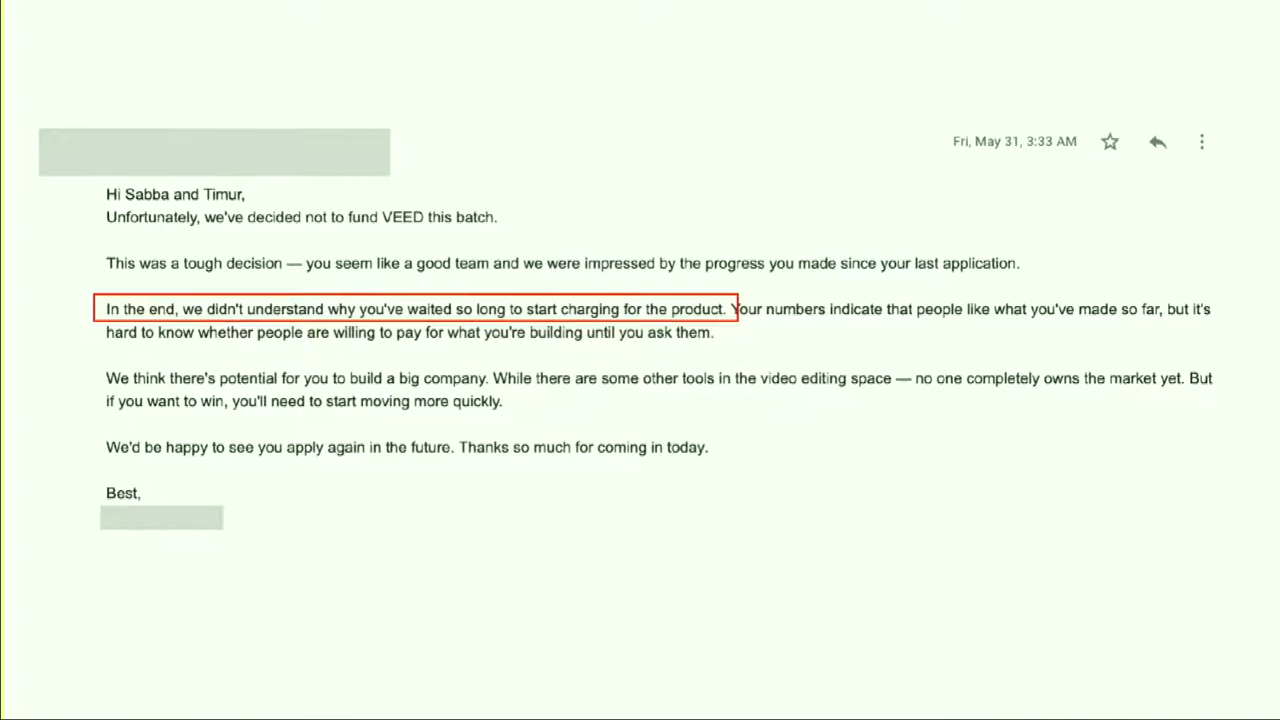 Fri, May 31, 3:33 AM
Hi Sabba and Timur,
Unfortunately, we've decided not to fund VEED this batch.
This was a tough decision — you seem like a good team and we were impressed by the progress you made since your last application.
In the end, we didn't understand why you've waited so long to start charging for the product. Your numbers indicate that people like what you've made so far, but it's
hard to know whether people are willing to pay for what you're building until you ask them.
We think there's potential for you to build a big company. While there are some other tools in the video editing space — no one completely owns the market yet. But
if you want to win, you'll need to start moving more quickly.
We'd be happy to see you apply again in the future. Thanks so much for coming in today.
Best,